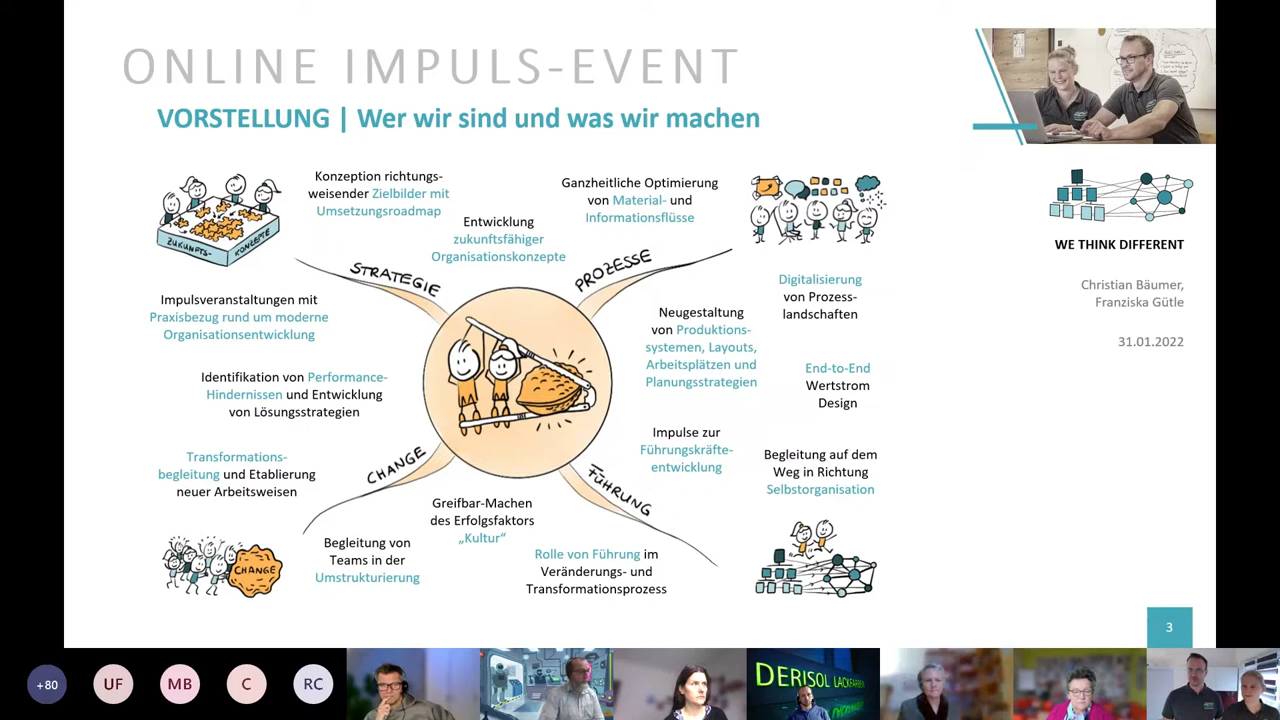 ONLINE IMPULS-EVENT
VORSTELLUNG | Wer wir sind und was wir machen
ZUKUNFTS-
KONZEPTE
Konzeption richtungs-
weisender Zielbilder mit
Umsetzungsroadmap
Entwicklung
zukunftsfähiger
Organisationskonzepte
STRATEGIE
Impulsveranstaltungen mit
Praxisbezug rund um moderne
Organisationsentwicklung
Identifikation von Performance-
Hindernissen und Entwicklung
von Lösungsstrategien
Ganzheitliche Optimierung
von Material- und
Informationsflüsse
PROZESSE
Digitalisierung
von Prozess-
landschaften
Neugestaltung
von Produktions-
systemen, Layouts,
Arbeitsplätzen und
Planungsstrategien
End-to-End
Wertstrom
Design
CHANGE
Transformations-
begleitung und Etablierung
neuer Arbeitsweisen
CHANGE
Begleitung von
Teams in der
Umstrukturierung
Greifbar-Machen
des Erfolgsfaktors
„Kultur“
FÜHRUNG
Impulse zur
Führungskräfte-
entwicklung
Begleitung auf dem
Weg in Richtung
Selbstorganisation
Rolle von Führung im
Veränderungs- und
Transformationsprozess
WE THINK DIFFERENT
Christian Bäumer,
Franziska Gütle
31.01.2022
3
+80
UF
MB
C
RC
DERISOL LACKFARBEN